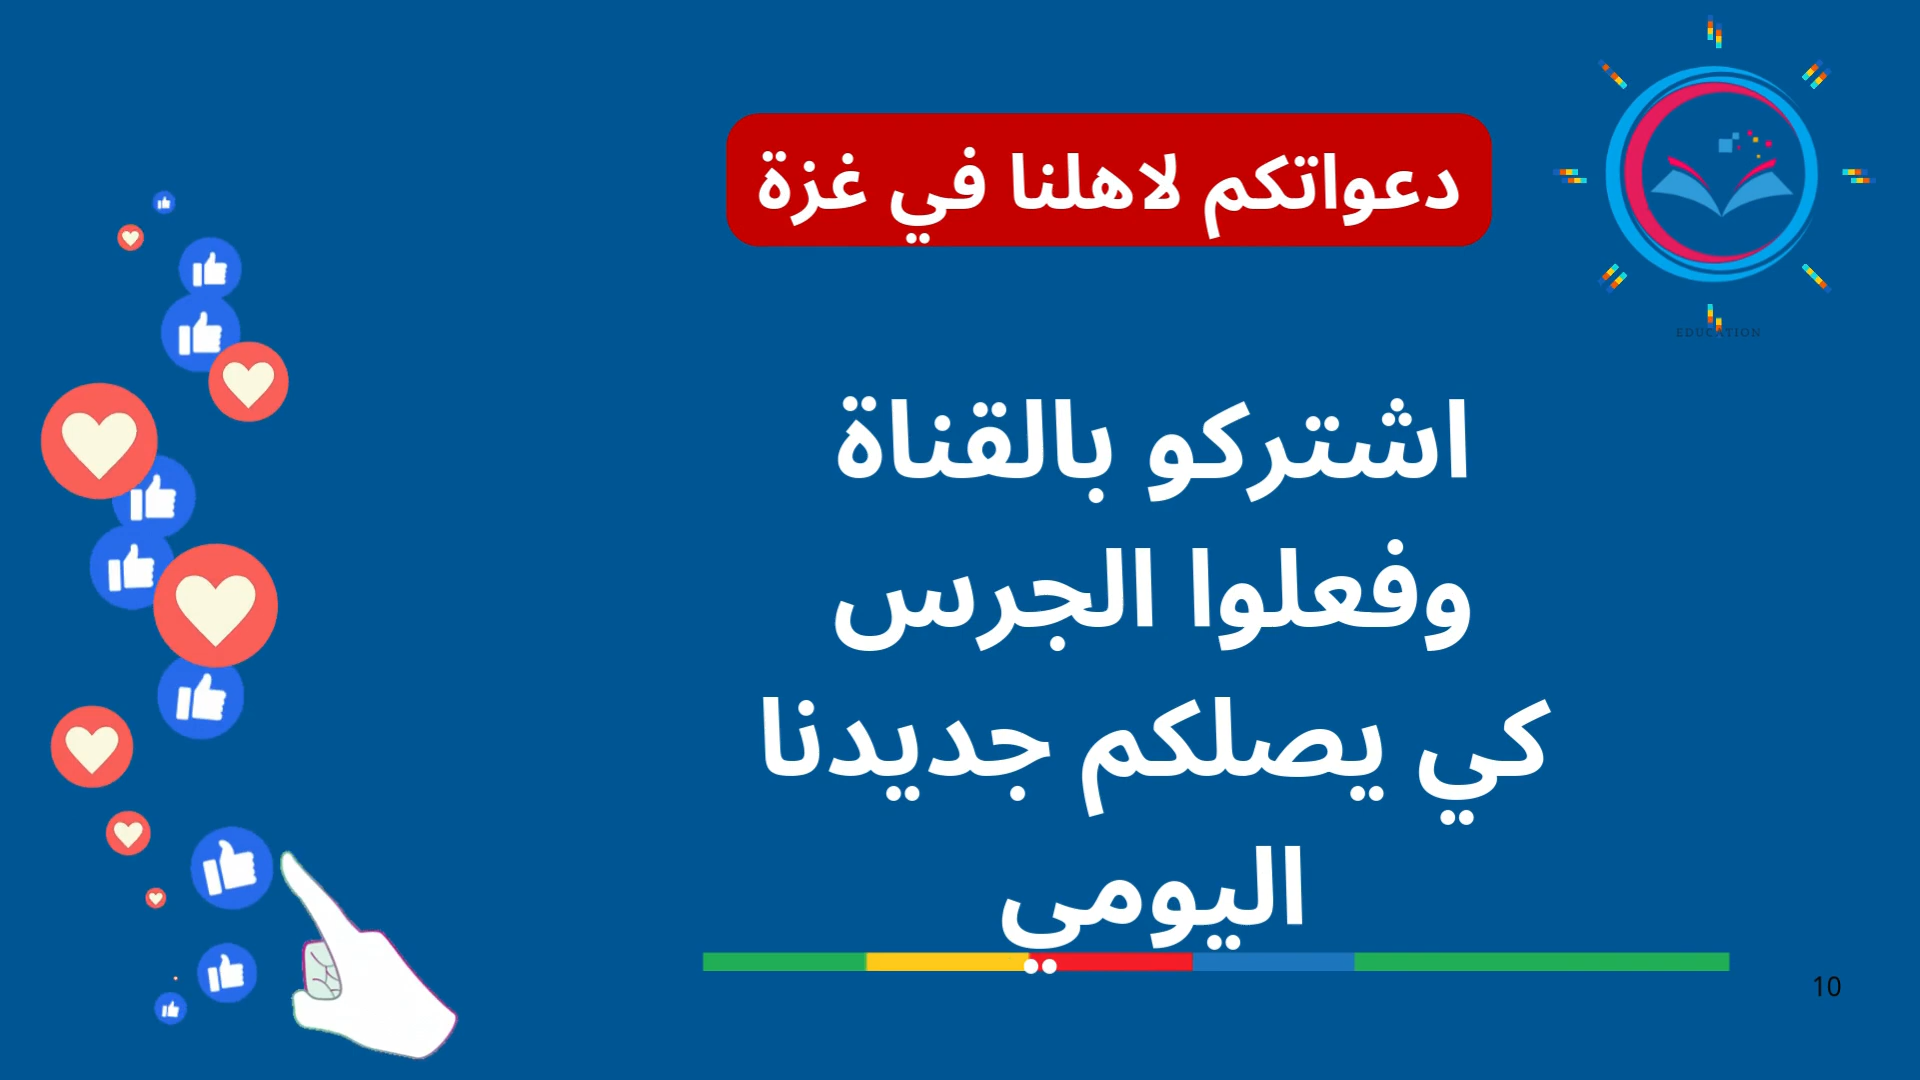 دعواتكم لاهلنا في غزة
EDUCATION
اشتركو بالقناة
وفعلوا الجرس
كي يصلكم جديدنا
اليومي
10